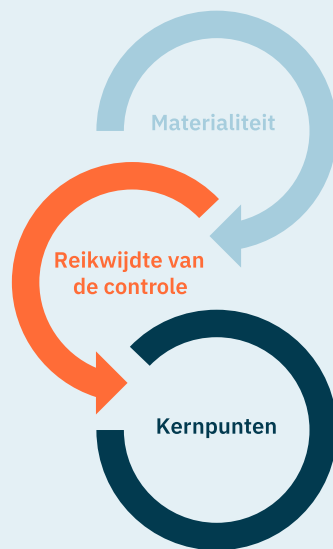 Materialiteit
Reikwijdte van
de controle
Kernpunten